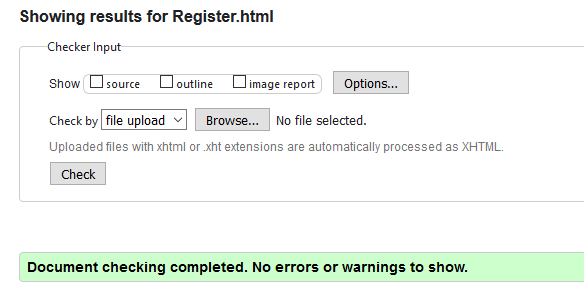 Showing results for Register.html
Checker Input
Show source outline image report Options...
Check by file upload Browse... No file selected.
Uploaded files with xhtml or .xht extensions are automatically processed as XHTML.
Check
Document checking completed. No errors or warnings to show.